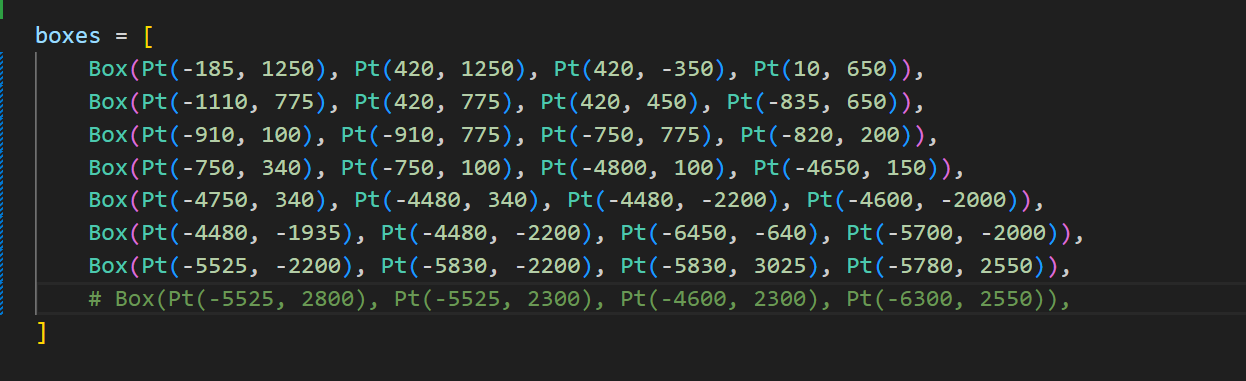 boxes = [
Box(Pt(-185, 1250), Pt(420, 1250), Pt(420, -350), Pt(10, 650)),
Box(Pt(-1110, 775), Pt(420, 775), Pt(420, 450), Pt(-835, 650)),
Box(Pt(-910, 100), Pt(-910, 775), Pt(-750, 775), Pt(-820, 200)),
Box(Pt(-750, 340), Pt(-750, 100), Pt(-4800, 100), Pt(-4650, 150)),
Box(Pt(-4750, 340), Pt(-4480, 340), Pt(-4480, -2200), Pt(-4600, -2000)),
Box(Pt(-4480, -1935), Pt(-4480, -2200), Pt(-6450, -640), Pt(-5700, -2000)),
Box(Pt(-5525, -2200), Pt(-5830, -2200), Pt(-5830, 3025), Pt(-5780, 2550)),
# Box(Pt(-5525, 2800), Pt(-5525, 2300), Pt(-4600, 2300), Pt(-6300, 2550)),
]